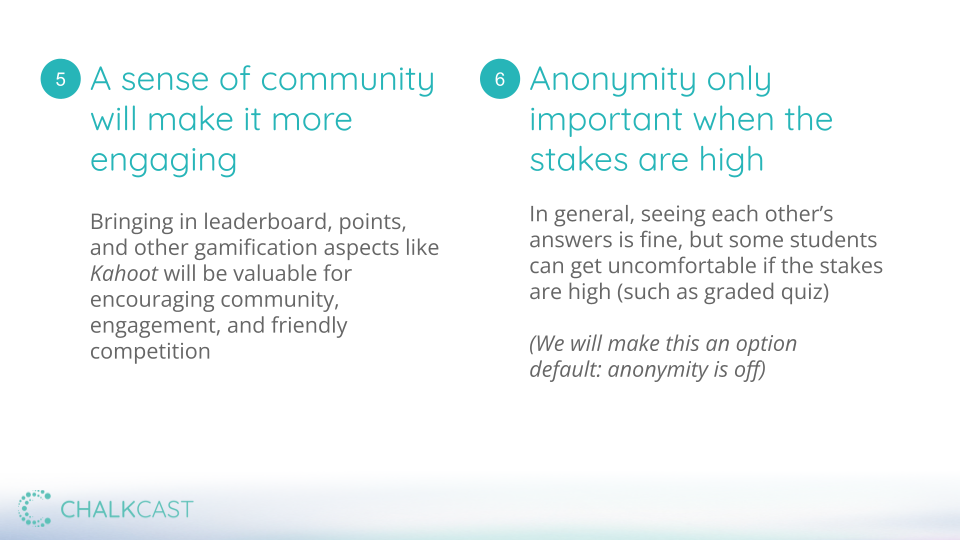 5
A sense of community
will make it more
engaging
Bringing in leaderboard, points,
and other gamification aspects like
Kahoot will be valuable for
encouraging community,
engagement, and friendly
competition
6
Anonymity only
important when the
stakes are high
In general, seeing each other’s
answers is fine, but some students
can get uncomfortable if the stakes
are high (such as graded quiz)
(We will make this an option
default: anonymity is off)
CHALKCAST